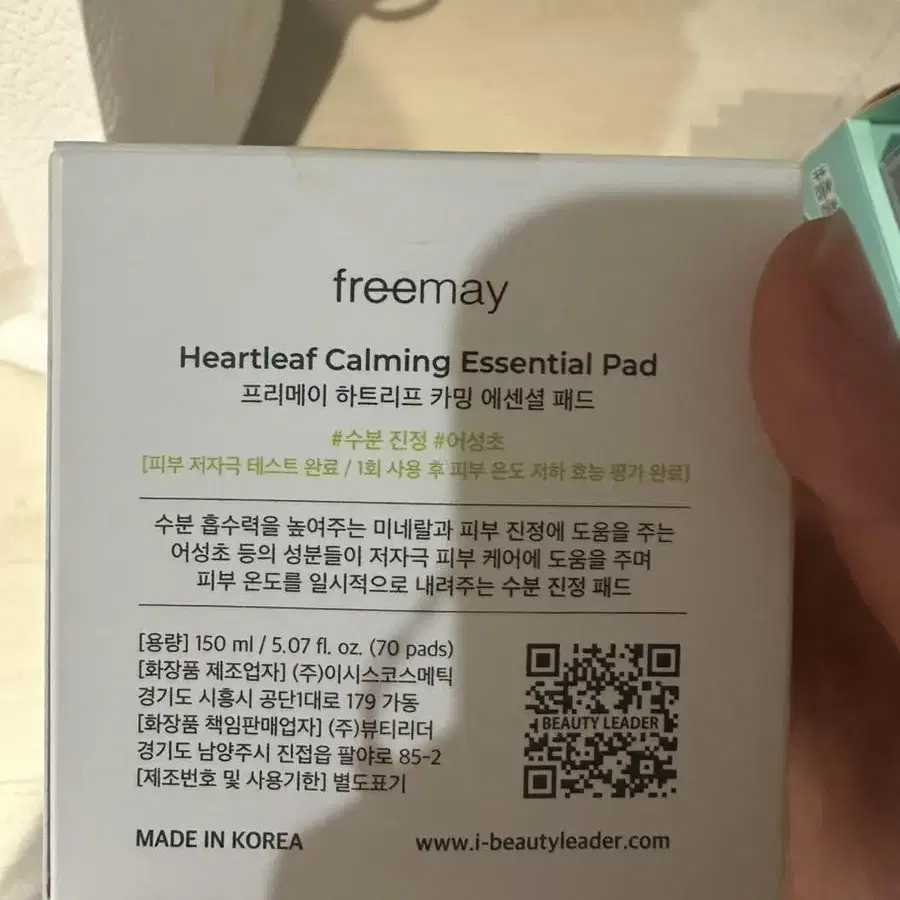 freemay
Heartleaf Calming Essential Pad
프리메이 하트리프 카밍 에센셜 패드
#수분 진정 #어성초
[피부 저자극 테스트 완료 / 1회 사용 후 피부 온도 저하 효능 평가 완료]
수분 흡수력을 높여주는 미네랄과 피부 진정에 도움을 주는
어성초 등의 성분들이 저자극 피부 케어에 도움을 주며
피부 온도를 일시적으로 내려주는 수분 진정 패드
[용량] 150 ml / 5.07 fl. oz. (70 pads)
[화장품 제조업자] (주)이시스코스메틱
경기도 시흥시 공단1대로 179 가동
[화장품 책임판매업자] (주)뷰티리더
경기도 남양주시 진접읍 팔야로 85-2
[제조번호 및 사용기한] 별도표기
BEAUTY LEADER
MADE IN KOREA
www.i-beautyleader.com